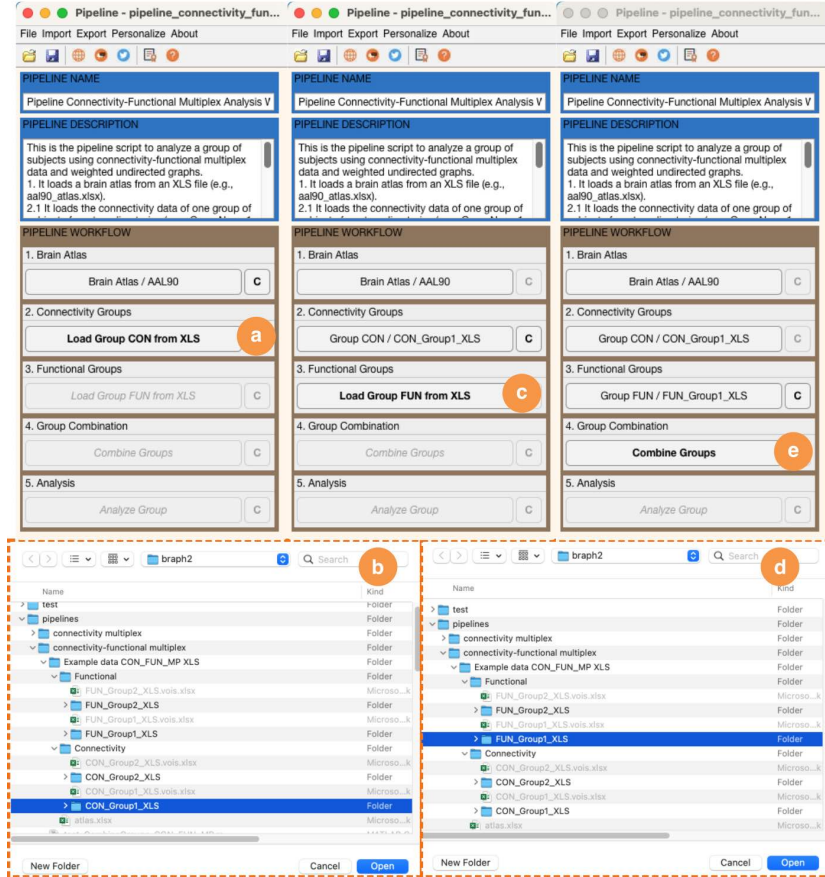 Pipeline - pipeline_connectivity_fun...
File Import Export Personalize About
PIPELINE NAME
Pipeline Connectivity-Functional Multiplex Analysis V
PIPELINE DESCRIPTION
This is the pipeline script to analyze a group of
subjects using connectivity-functional multiplex
data and weighted undirected graphs.
1. It loads a brain atlas from an XLS file (e.g.,
aal90_atlas.xlsx).
2.1 It loads the connectivity data of one group of
PIPELINE WORKFLOW
1. Brain Atlas
Brain Atlas / AAL90 C
2. Connectivity Groups
Load Group CON from XLS a
3. Functional Groups
Load Group FUN from XLS C
4. Group Combination
Combine Groups C
5. Analysis
Analyze Group C
Pipeline - pipeline_connectivity_fun...
File Import Export Personalize About
PIPELINE NAME
Pipeline Connectivity-Functional Multiplex Analysis V
PIPELINE DESCRIPTION
This is the pipeline script to analyze a group of
subjects using connectivity-functional multiplex
data and weighted undirected graphs.
1. It loads a brain atlas from an XLS file (e.g.,
aal90_atlas.xlsx).
2.1 It loads the connectivity data of one group of
PIPELINE WORKFLOW
1. Brain Atlas
Brain Atlas / AAL90 C
2. Connectivity Groups
Group CON / CON_Group1_XLS C
3. Functional Groups
Load Group FUN from XLS c
4. Group Combination
Combine Groups C
5. Analysis
Analyze Group C
Pipeline - pipeline_connectivity_fun...
File Import Export Personalize About
PIPELINE NAME
Pipeline Connectivity-Functional Multiplex Analysis V
PIPELINE DESCRIPTION
This is the pipeline script to analyze a group of
subjects using connectivity-functional multiplex
data and weighted undirected graphs.
1. It loads a brain atlas from an XLS file (e.g.,
aal90_atlas.xlsx).
2.1 It loads the connectivity data of one group of
PIPELINE WORKFLOW
1. Brain Atlas
Brain Atlas / AAL90 C
2. Connectivity Groups
Group CON / CON_Group1_XLS C
3. Functional Groups
Group FUN / FUN_Group1_XLS C
4. Group Combination
Combine Groups e
5. Analysis
Analyze Group C
braph2 Search b
Name Kind
test Folder
pipelines Folder
connectivity multiplex Folder
connectivity-functional multiplex Folder
Example data CON_FUN_MP XLS Folder
Functional Folder
FUN_Group2_XLS.vois.xlsx Microso...k
FUN_Group2_XLS Folder
FUN_Group1_XLS.vois.xlsx Microso...k
FUN_Group1_XLS Folder
Connectivity Folder
CON_Group2_XLS.vois.xlsx Microso...k
CON_Group2_XLS Folder
CON_Group1_XLS.vois.xlsx Microso...k
CON_Group1_XLS Folder
atlas.xlsx Microso...k
New Folder Cancel Open
braph2 Search d
Name Kind
test Folder
pipelines Folder
connectivity multiplex Folder
connectivity-functional multiplex Folder
Example data CON_FUN_MP XLS Folder
Functional Folder
FUN_Group2_XLS.vois.xlsx Microso...k
FUN_Group2_XLS Folder
FUN_Group1_XLS.vois.xlsx Microso...k
FUN_Group1_XLS Folder
Connectivity Folder
CON_Group2_XLS.vois.xlsx Microso...k
CON_Group2_XLS Folder
CON_Group1_XLS.vois.xlsx Microso...k
CON_Group1_XLS Folder
atlas.xlsx Microso...k
New Folder Cancel Open